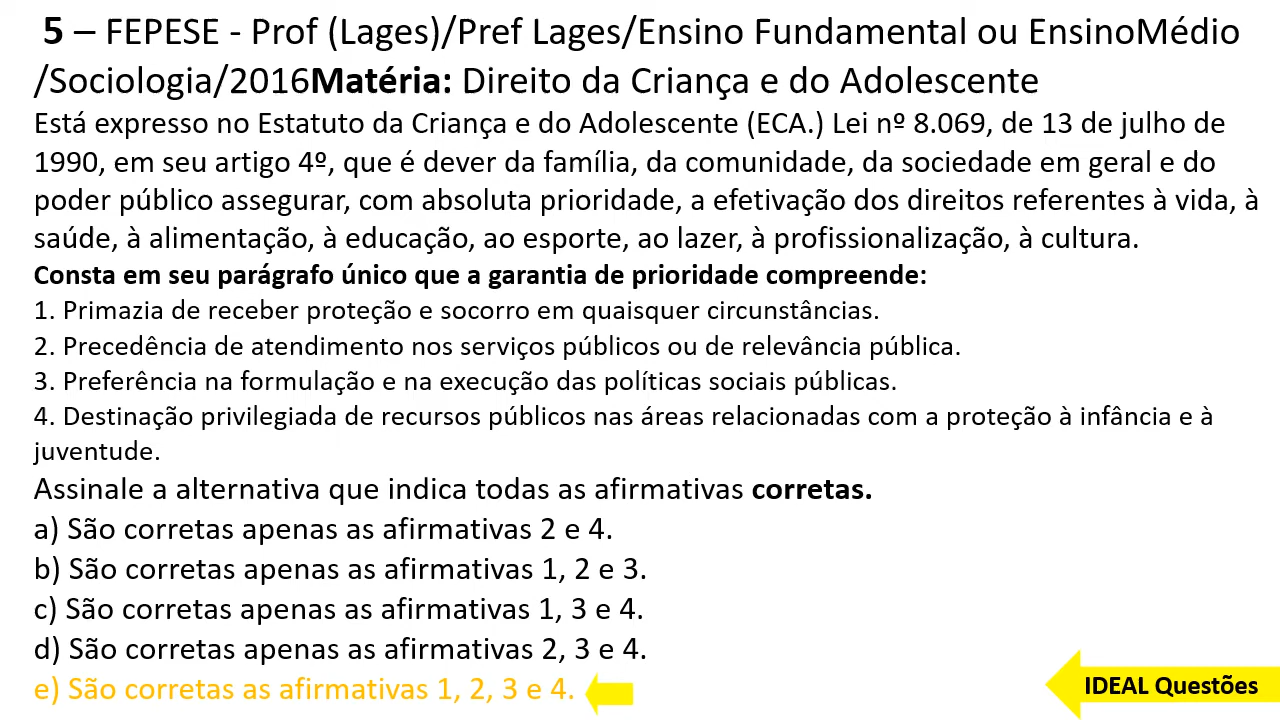 5 – FEPESE - Prof (Lages)/Pref Lages/Ensino Fundamental ou EnsinoMédio
/Sociologia/2016Matéria: Direito da Criança e do Adolescente
Está expresso no Estatuto da Criança e do Adolescente (ECA.) Lei nº 8.069, de 13 de julho de
1990, em seu artigo 4º, que é dever da família, da comunidade, da sociedade em geral e do
poder público assegurar, com absoluta prioridade, a efetivação dos direitos referentes à vida, à
saúde, à alimentação, à educação, ao esporte, ao lazer, à profissionalização, à cultura.
Consta em seu parágrafo único que a garantia de prioridade compreende:
1. Primazia de receber proteção e socorro em quaisquer circunstâncias.
2. Precedência de atendimento nos serviços públicos ou de relevância pública.
3. Preferência na formulação e na execução das políticas sociais públicas.
4. Destinação privilegiada de recursos públicos nas áreas relacionadas com a proteção à infância e à
juventude.
Assinale a alternativa que indica todas as afirmativas corretas.
a) São corretas apenas as afirmativas 2 e 4.
b) São corretas apenas as afirmativas 1, 2 e 3.
c) São corretas apenas as afirmativas 1, 3 e 4.
d) São corretas apenas as afirmativas 2, 3 e 4.
e) São corretas as afirmativas 1, 2, 3 e 4.
IDEAL Questões